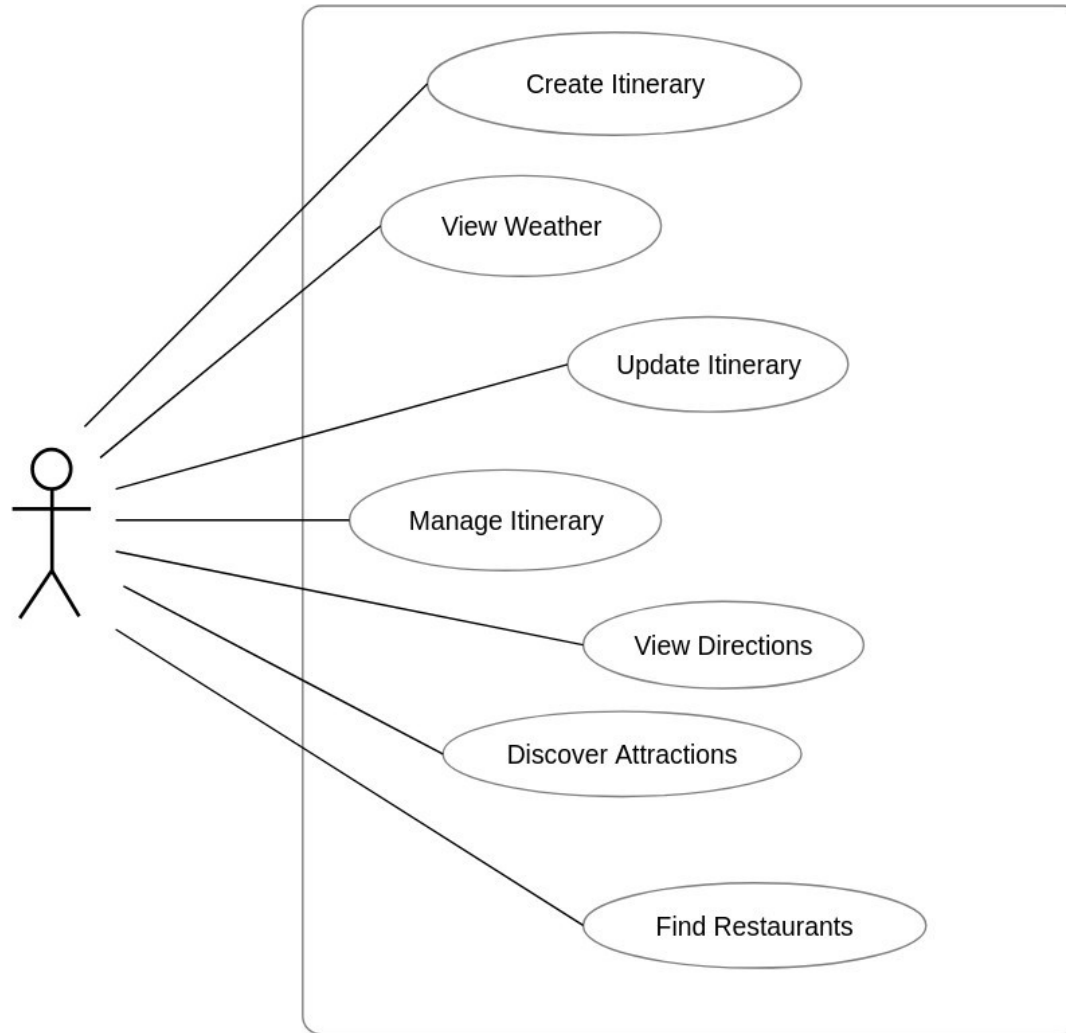 Create Itinerary
View Weather
Update Itinerary
Manage Itinerary
View Directions
Discover Attractions
Find Restaurants